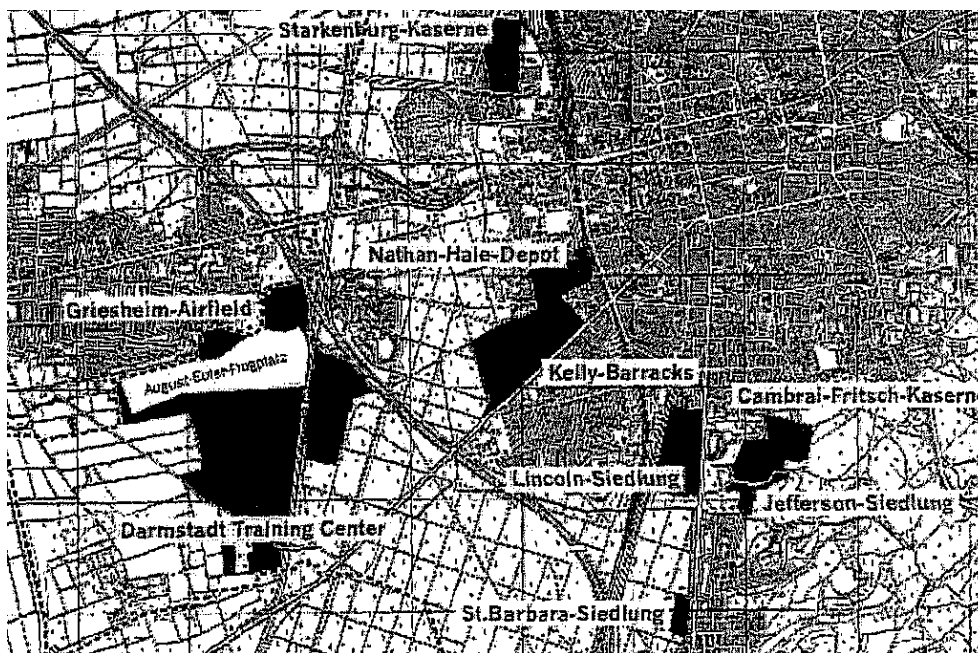 Starkenburg-Kaserne
Nathan-Hale-Depot
Griesheim-Airfield
August-Euler-Flugplatz
Kelly-Barracks
Cambrai-Fritsch-Kaserne
Lincoln-Siedlung
Jefferson-Siedlung
Darmstadt Training Center
St.Barbara-Siedlung